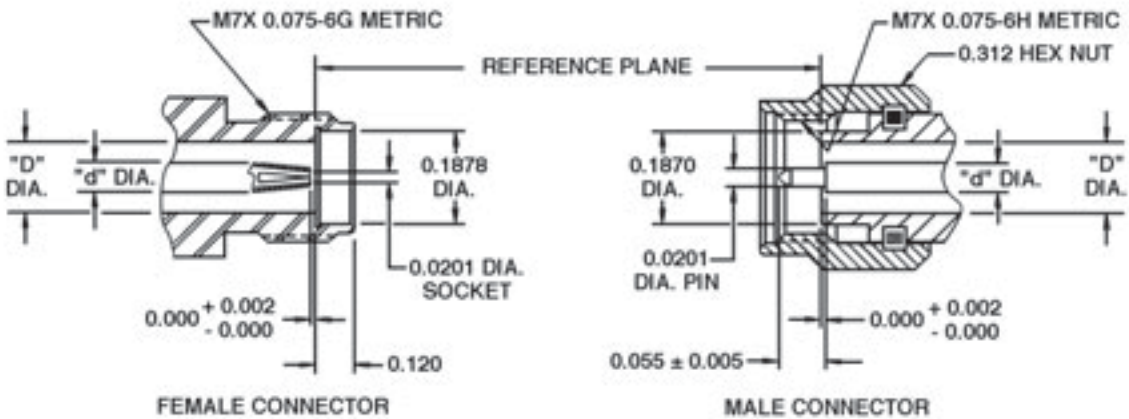 M7X 0.075-6G METRIC
M7X 0.075-6H METRIC
0.312 HEX NUT
REFERENCE PLANE
"D"
DIA.
"d" DIA.
0.1878
DIA.
0.0201 DIA.
SOCKET
0.000 + 0.002
- 0.000
0.120
FEMALE CONNECTOR
0.1870
DIA.
"d" DIA.
"D"
DIA.
0.0201
DIA. PIN
0.000 + 0.002
- 0.000
0.055 ± 0.005
MALE CONNECTOR